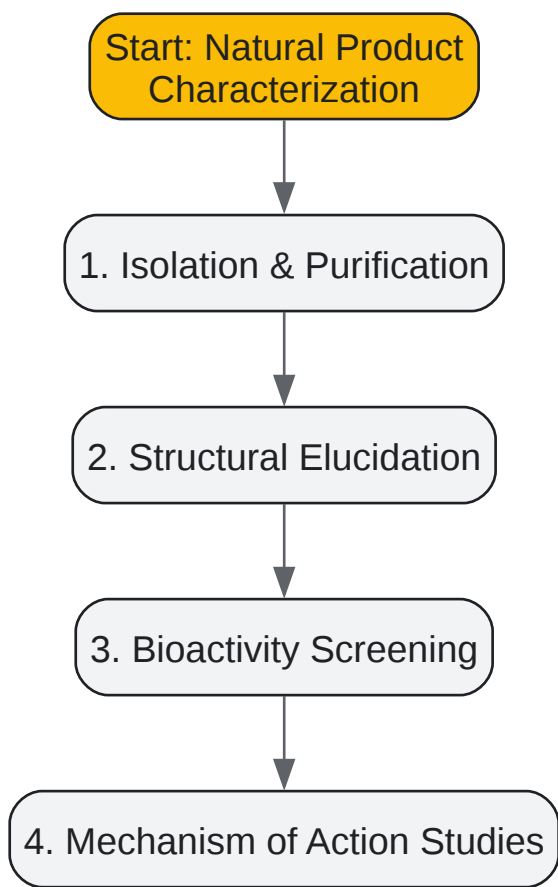 Start: Natural Product
Characterization
1. Isolation & Purification
2. Structural Elucidation
3. Bioactivity Screening
4. Mechanism of Action Studies